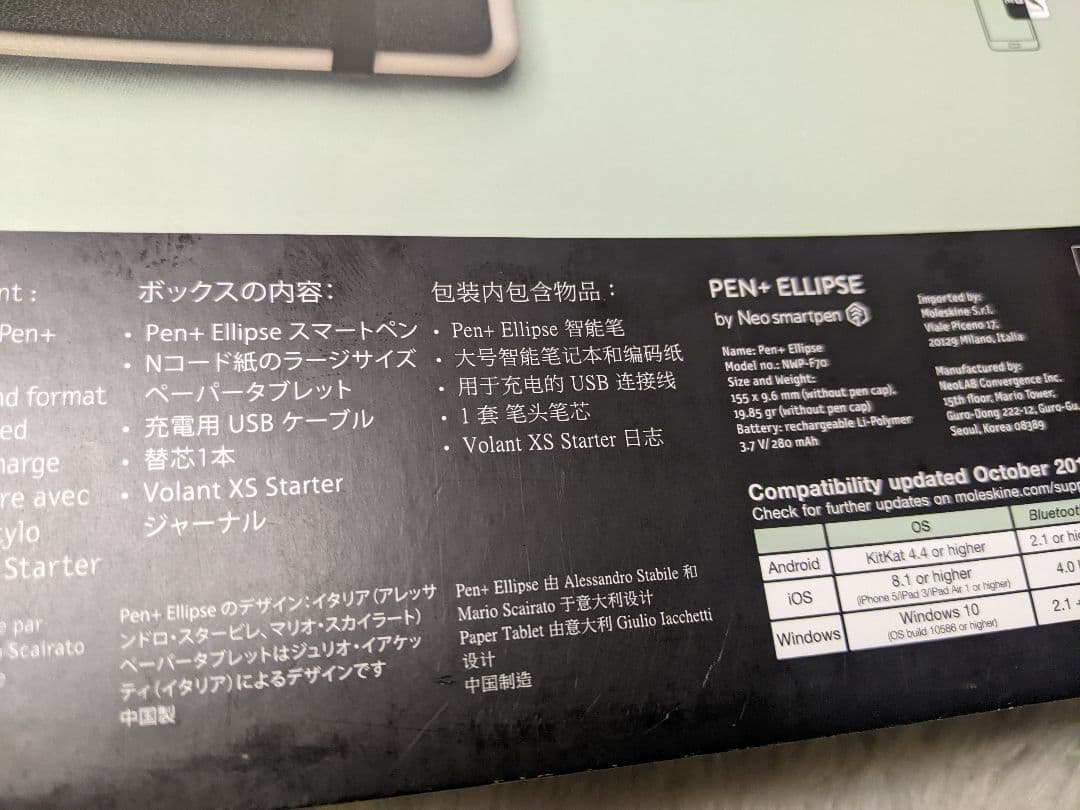 nt :
Pen+
nd format
ed
harge
re avec
tylo
Starter
e par
Scairato
ボックスの内容：
• Pen+ Ellipse スマートペン
• Nコード紙のラージサイズ
ペーパータブレット
• 充電用 USB ケーブル
• 替芯1本
• Volant XS Starter
ジャーナル
Pen+ Ellipse のデザイン：イタリア（アレッサ
ンドロ・スタービレ、マリオ・スカイラート）
ペーパータブレットはジュリオ・イアケッ
ティ（イタリア）によるデザインです
中国製
包装内包含物品：
• Pen+ Ellipse 智能笔
• 大号智能笔记本和编码纸
• 用于充电的 USB 连接线
• 1 套 笔头笔芯
• Volant XS Starter 日志
Pen+ Ellipse 由 Alessandro Stabile 和
Mario Scairato 于意大利设计
Paper Tablet 由意大利 Giulio Iacchetti
设计
中国制造
PEN+ ELLIPSE
by Neo smartpen
Name: Pen+ Ellipse
Model no.: NWP-F70
Size and Weight:
155 x 9.6 mm (without pen cap).
19.85 gr (without pen cap)
Battery: rechargeable Li-Polymer
3.7 V/ 280 mAh
Imported by:
Moleskine S.r.l.
Viale Piceno 17,
20129 Milano, Italia
Manufactured by:
NeoLAB Convergence Inc.
15th floor, Mario Tower,
Guro-Dong 222-12, Guro-Gu
Seoul, Korea 08389
Compatibility updated October 201
Check for further updates on moleskine.com/supp
OS Bluetoot
Android KitKat 4.4 or higher 2.1 or hi
iOS 8.1 or higher 4.0
(iPhone 5/iPad 3/iPad Air 1 or higher)
Windows Windows 10 2.1
(OS build 10586 or higher)